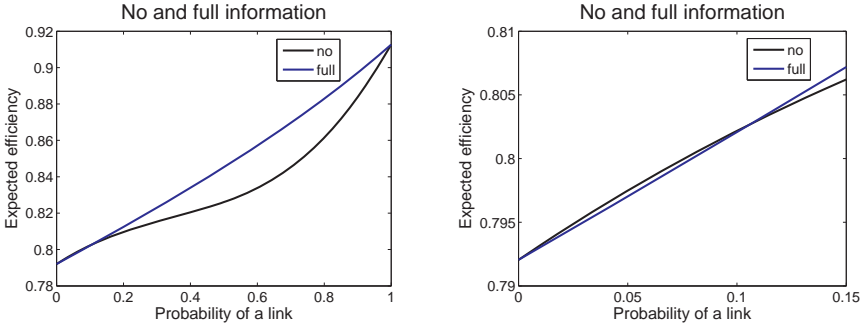 No and full information
0.92
0.9
0.88
0.86
0.84
0.82
0.8
0.78
Expected efficiency
no
full
0 0.2 0.4 0.6 0.8 1
Probability of a link
No and full information
0.81
0.805
0.8
0.795
0.79
Expected efficiency
no
full
0 0.05 0.1 0.15
Probability of a link